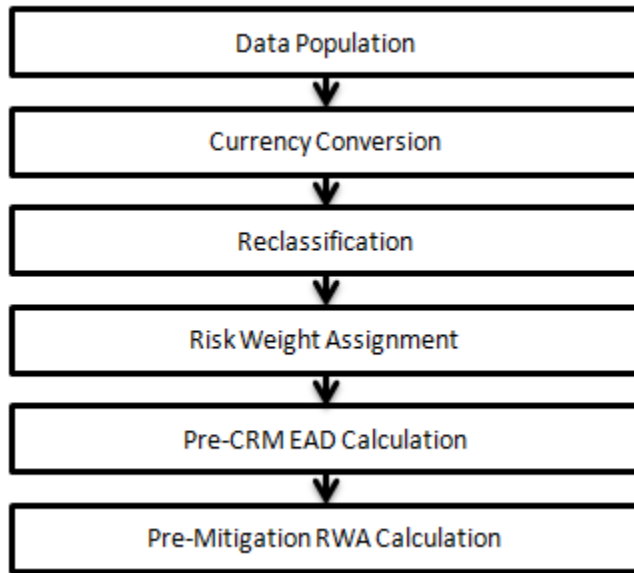 Data Population
Currency Conversion
Reclassification
Risk Weight Assignment
Pre-CRM EAD Calculation
Pre-Mitigation RWA Calculation